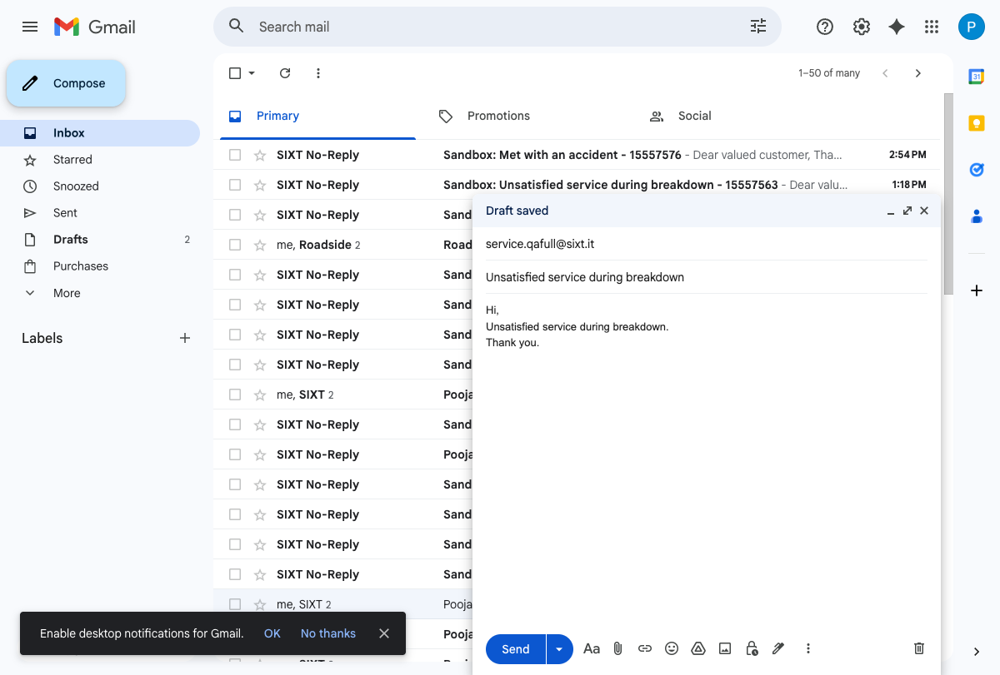 Gmail
Search mail
P
Compose
1–50 of many
31
Primary
Promotions
Social
Inbox
Starred
Snoozed
Sent
Drafts 2
Purchases
More
Labels
SIXT No-Reply Sandbox: Met with an accident - 15557576 - Dear valued customer, Tha... 2:54 PM
SIXT No-Reply Sandbox: Unsatisfied service during breakdown - 15557563 - Dear valu... 1:18 PM
SIXT No-Reply Sand
me, Roadside 2 Road
SIXT No-Reply Sand
SIXT No-Reply Sand
SIXT No-Reply Sand
SIXT No-Reply Sand
me, SIXT 2 Pooja
SIXT No-Reply Sand
SIXT No-Reply Pooja
SIXT No-Reply Sand
SIXT No-Reply Sand
SIXT No-Reply Sand
SIXT No-Reply Sand
me, SIXT 2 Pooja
Pooja
Draft saved
service.qafull@sixt.it
Unsatisfied service during breakdown
Hi,
Unsatisfied service during breakdown.
Thank you.
Send
Aa
Enable desktop notifications for Gmail. OK No thanks